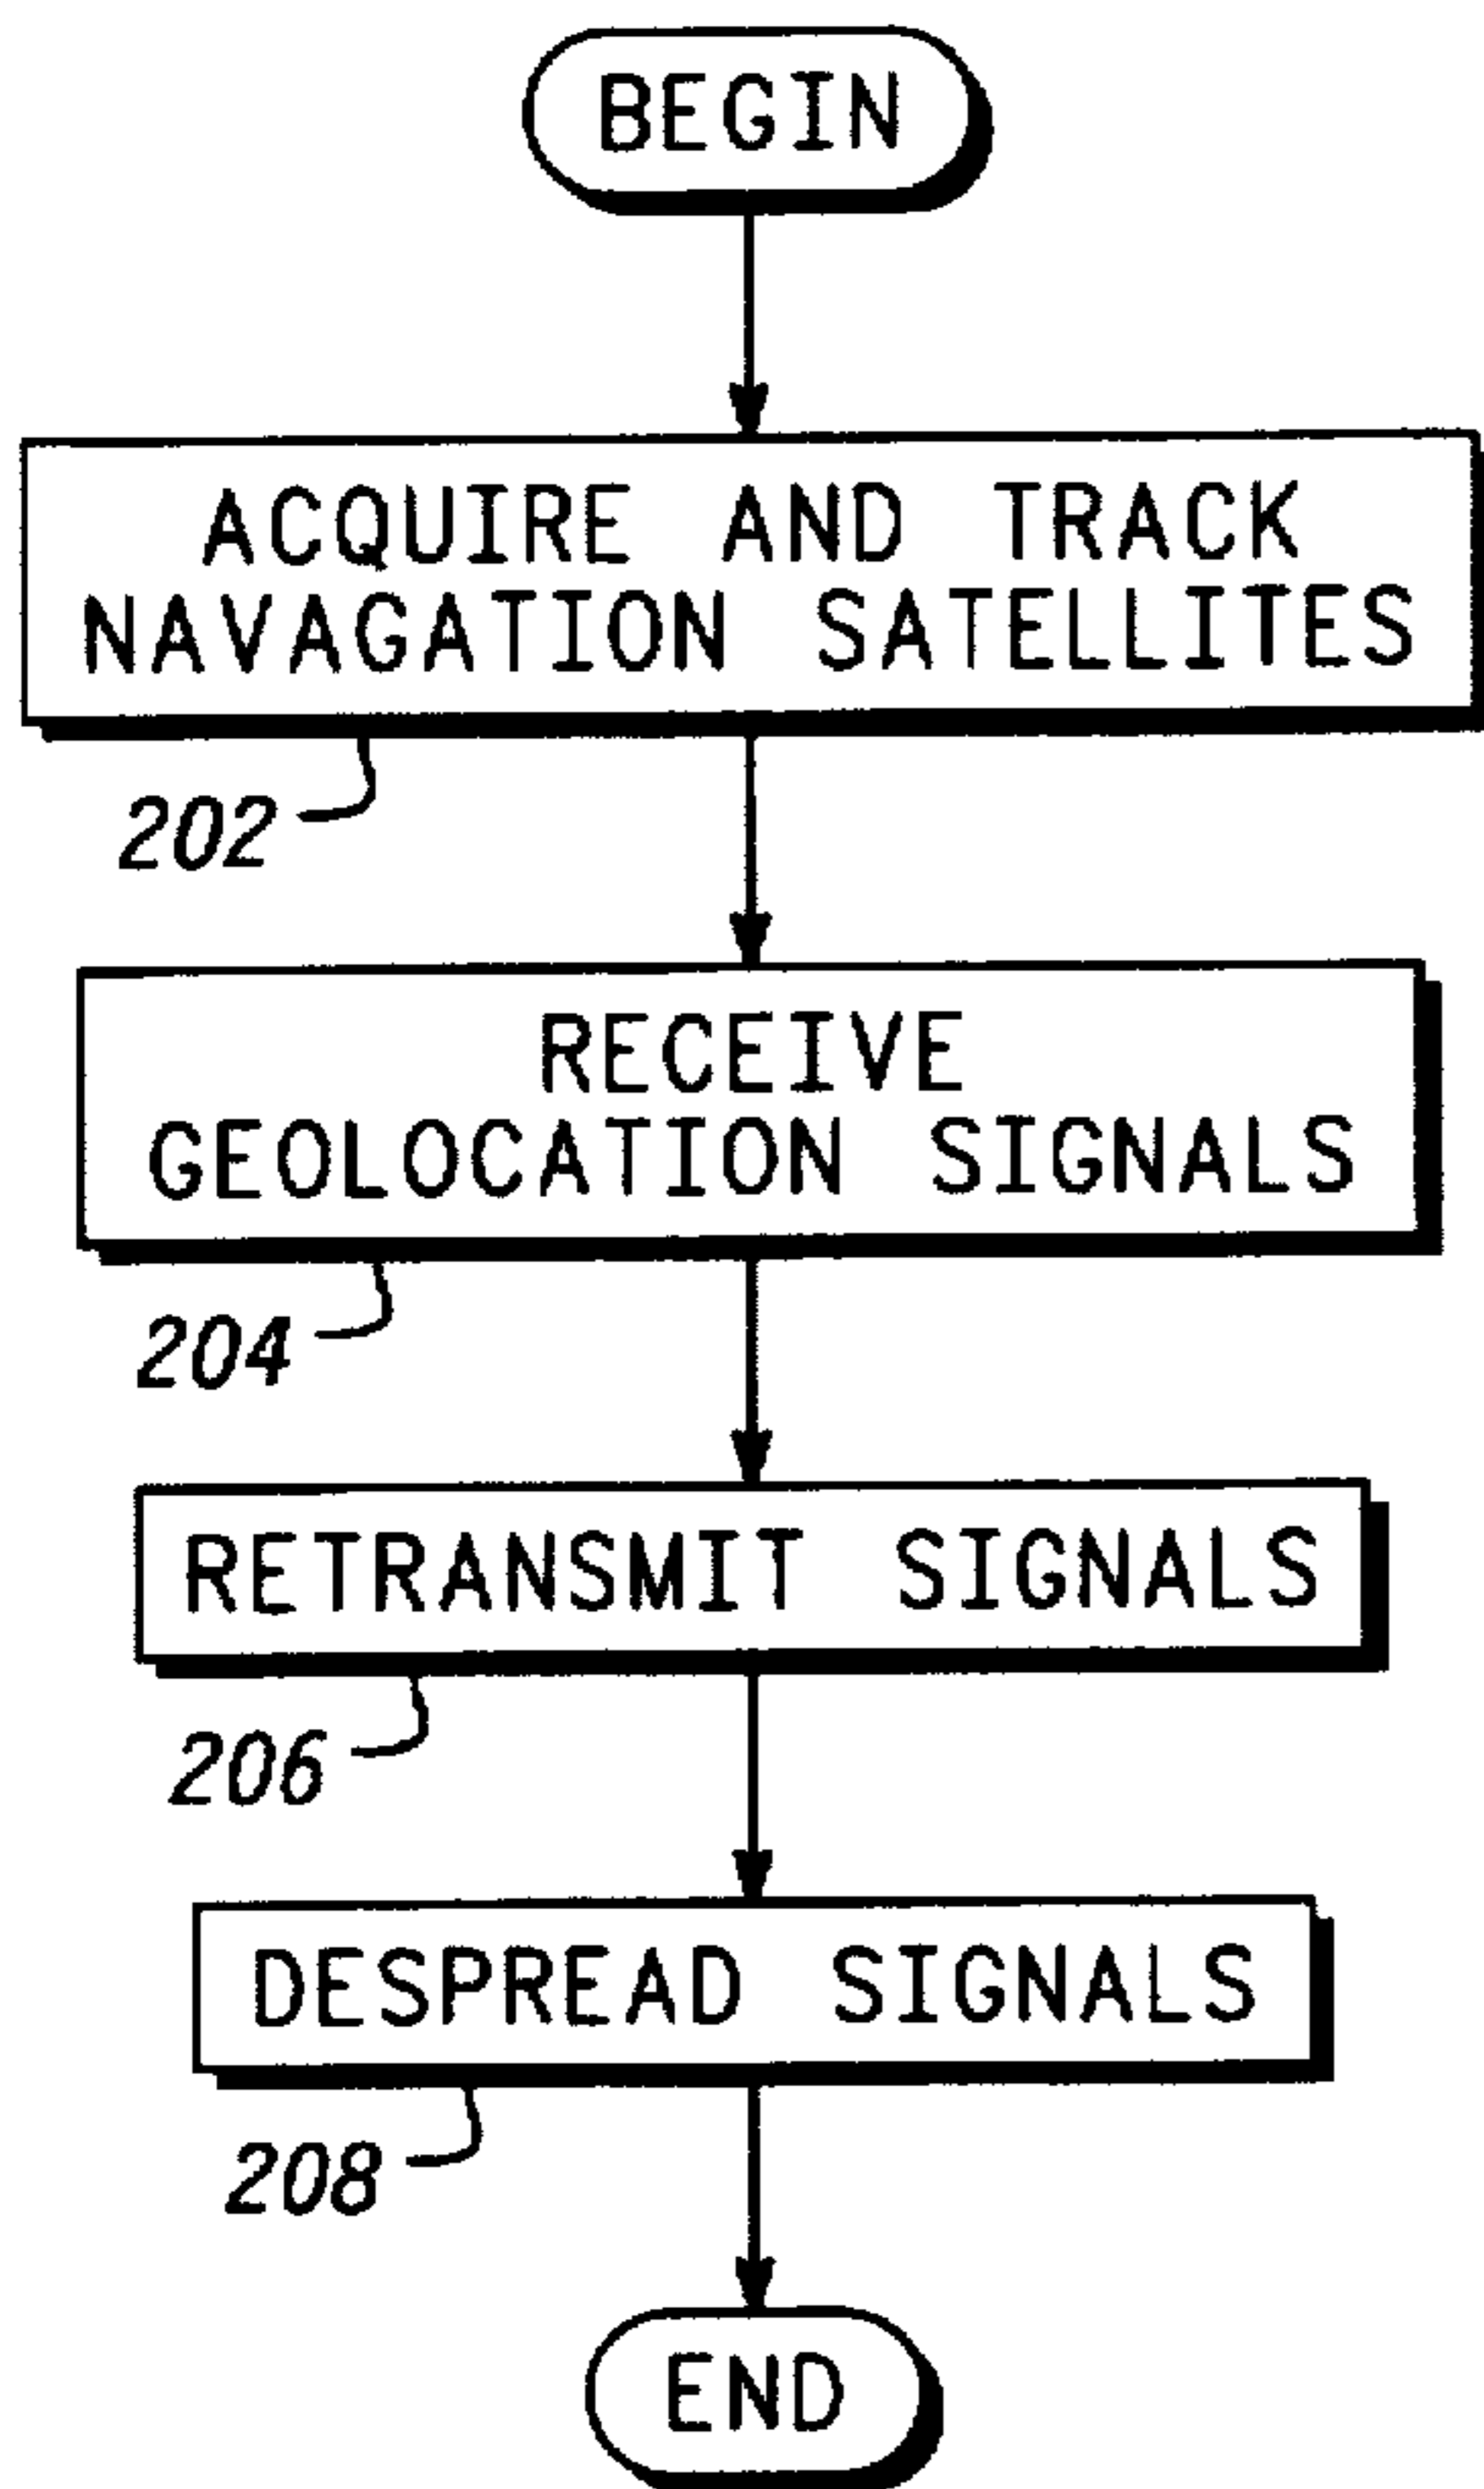 BEGIN
ACQUIRE AND TRACK
NAVAGATION SATELLITES
202
RECEIVE
GEOLOCATION SIGNALS
204
RETRANSMIT SIGNALS
206
DESPREAD SIGNALS
208
END